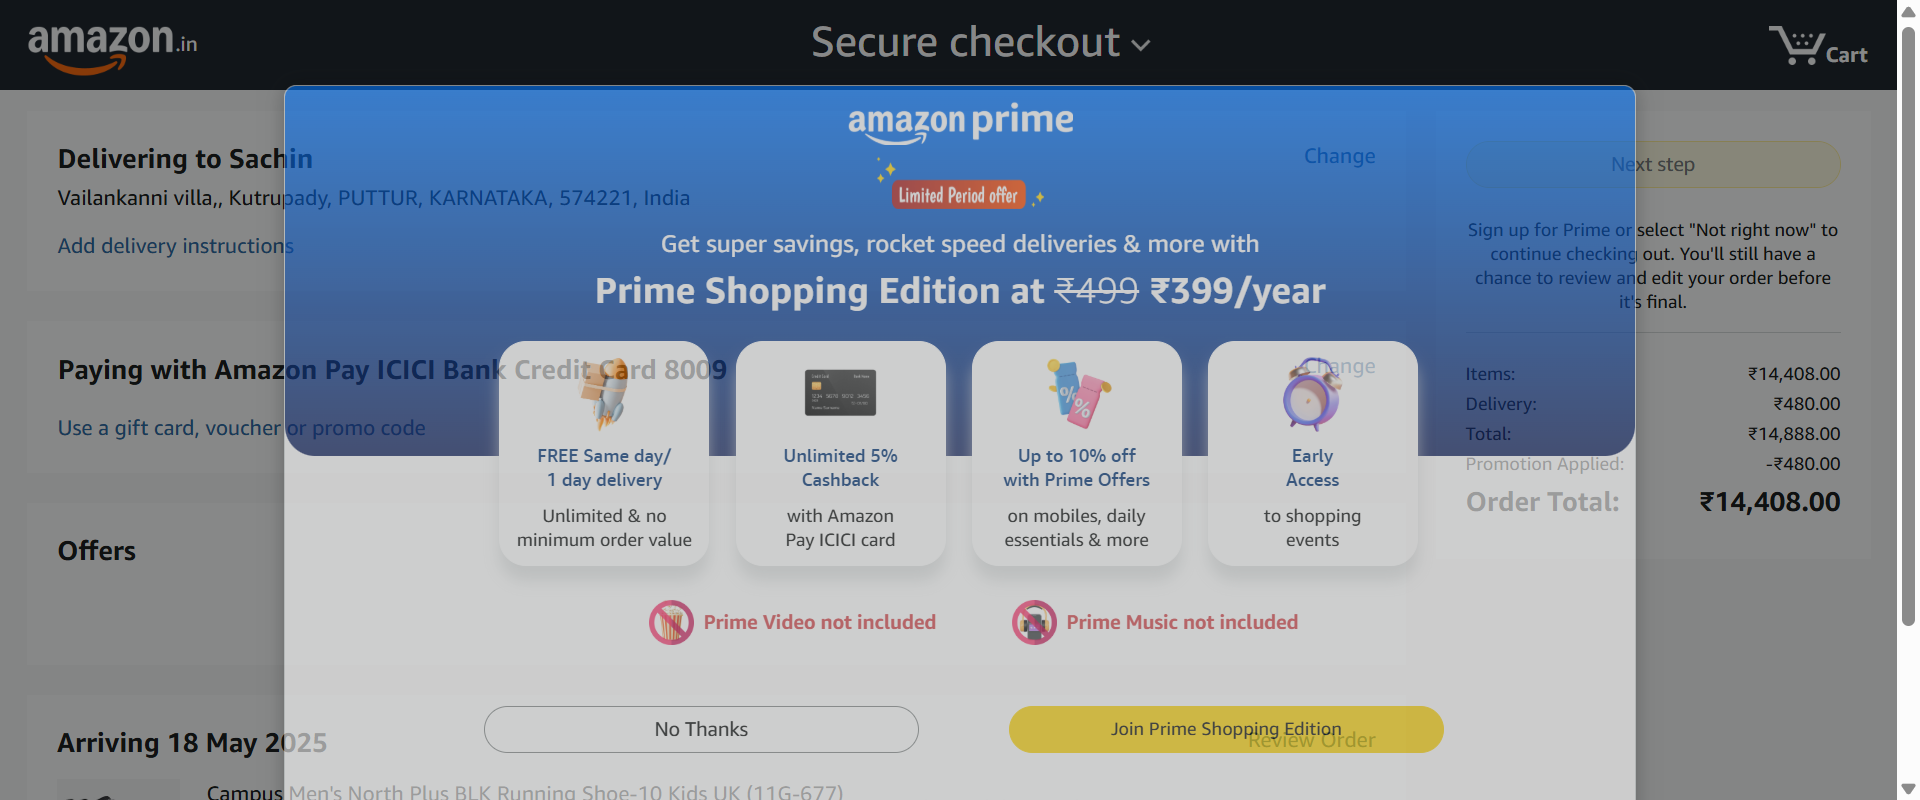 amazon.in
Secure checkout
Cart
Delivering to Sachin
Change
Vailankanni villa,, Kutrupady, PUTTUR, KARNATAKA, 574221, India
Add delivery instructions
Paying with Amazon Pay ICICI Bank Credit Card 8009
Change
Use a gift card, voucher or promo code
Offers
Arriving 18 May 2025
Review Order
Campus Men's North Plus BLK Running Shoe-10 Kids UK (11G-677)
amazon prime
Limited Period offer
Get super savings, rocket speed deliveries & more with
Prime Shopping Edition at ₹499 ₹399/year
FREE Same day/
1 day delivery
Unlimited & no
minimum order value
Unlimited 5%
Cashback
with Amazon
Pay ICICI card
Up to 10% off
with Prime Offers
on mobiles, daily
essentials & more
Early
Access
to shopping
events
Prime Video not included
Prime Music not included
No Thanks
Join Prime Shopping Edition
Next step
Sign up for Prime or select "Not right now" to
continue checking out. You'll still have a
chance to review and edit your order before
it's final.
Items: ₹14,408.00
Delivery: ₹480.00
Total: ₹14,888.00
Promotion Applied: -₹480.00
Order Total: ₹14,408.00